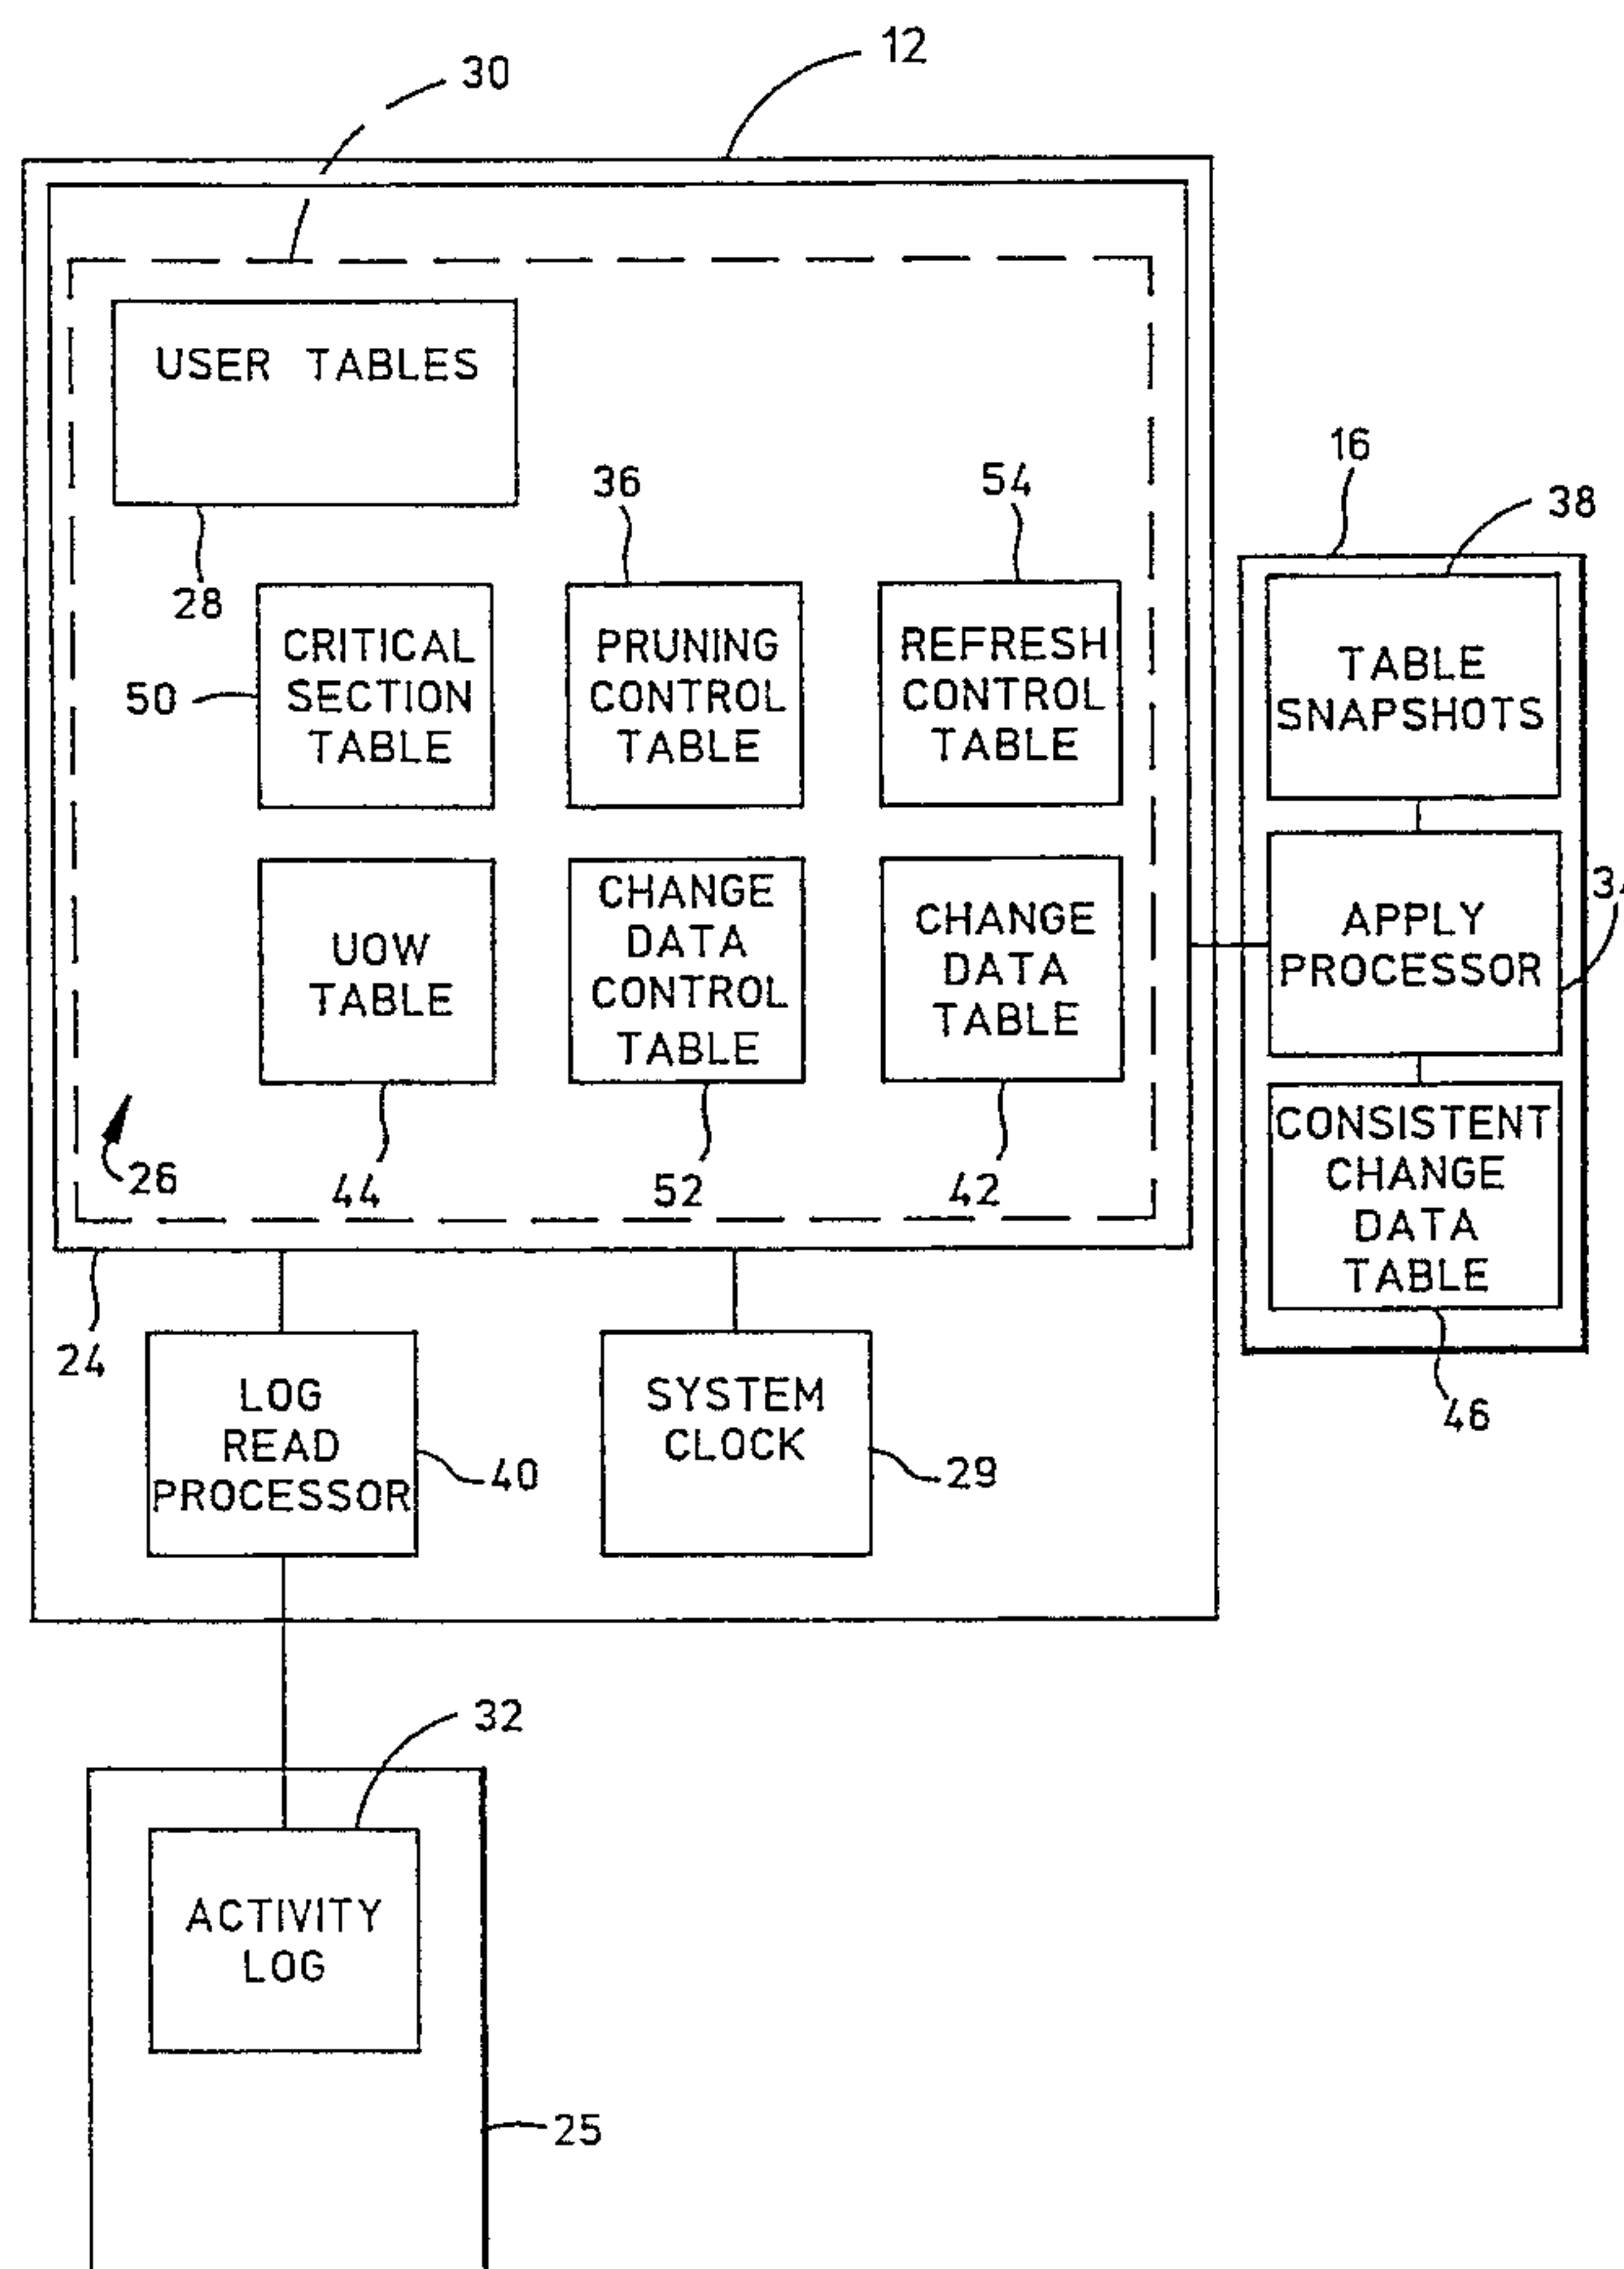 12
30
USER TABLES
28
16
38
36
54
50
CRITICAL
SECTION
TABLE
PRUNING
CONTROL
TABLE
REFRESH
CONTROL
TABLE
TABLE
SNAPSHOTS
UOW
TABLE
CHANGE
DATA
CONTROL
TABLE
CHANGE
DATA
TABLE
APPLY
PROCESSOR
26
44
52
42
CONSISTENT
CHANGE
DATA
TABLE
46
24
LOG
READ
PROCESSOR
40
SYSTEM
CLOCK
29
32
ACTIVITY
LOG
25